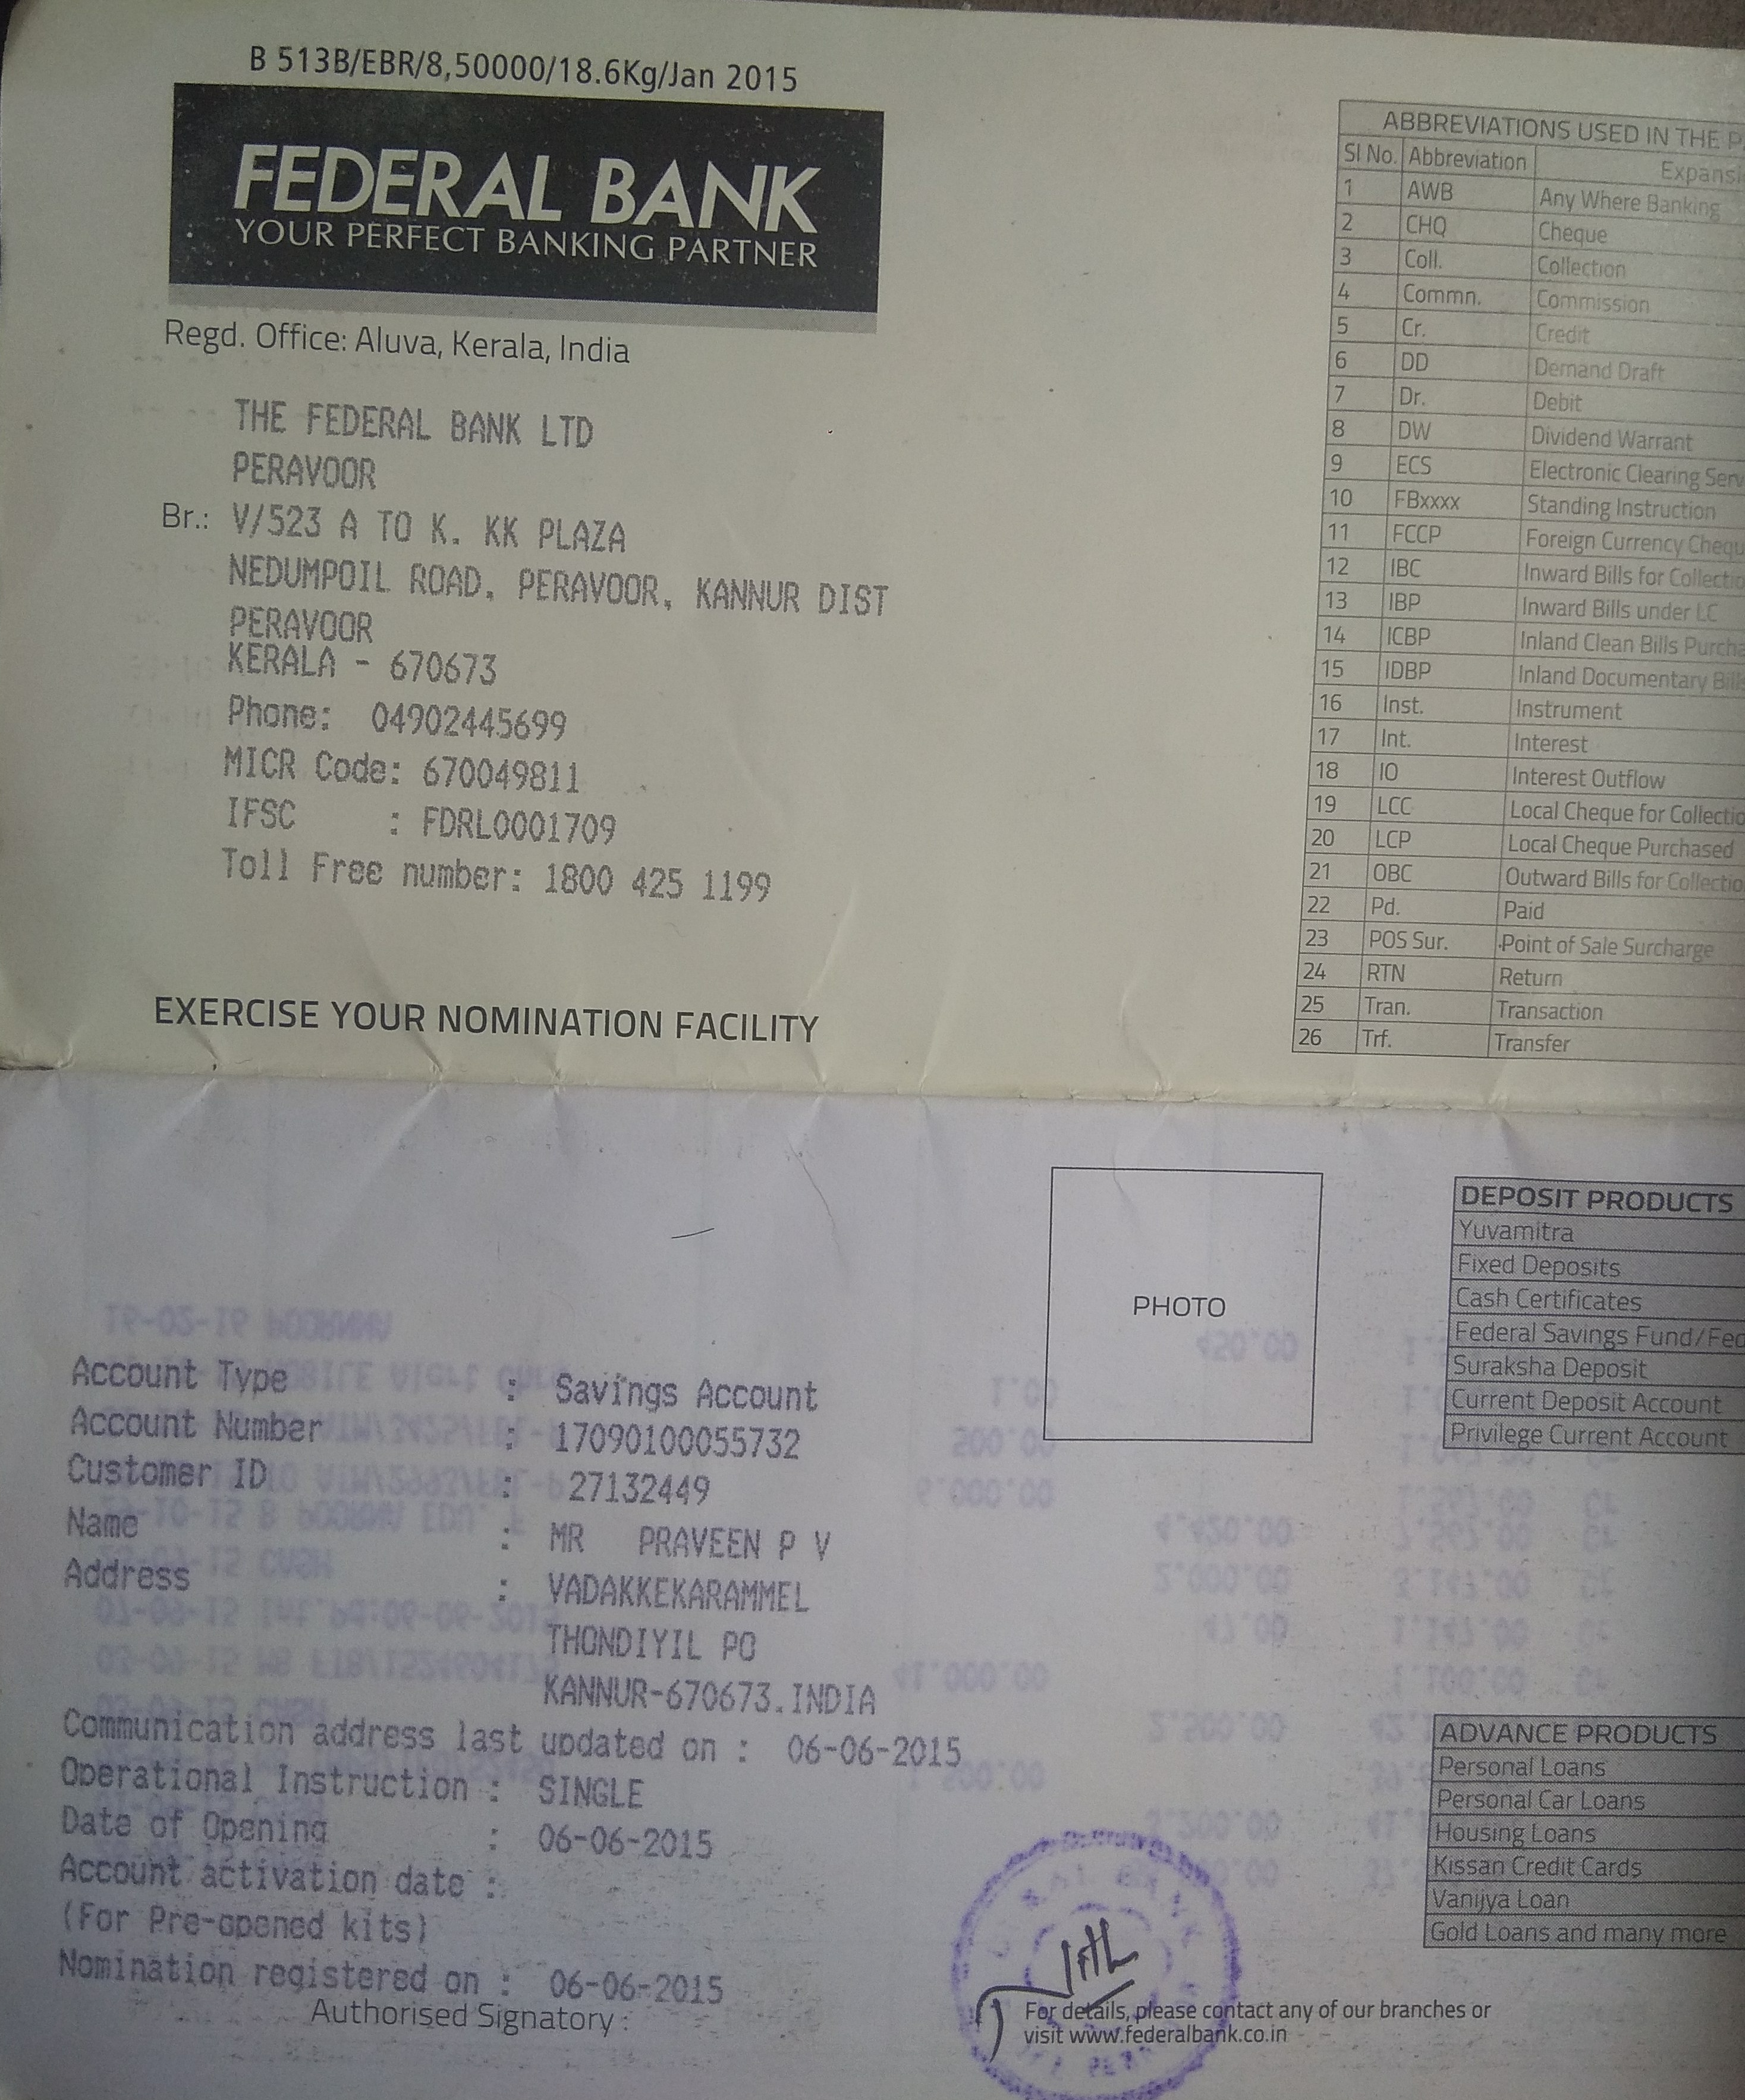 B 513B/EBR/8,50000/18.6Kg/Jan 2015
FEDERAL BANK
YOUR PERFECT BANKING PARTNER
Regd. Office: Aluva, Kerala, India
THE FEDERAL BANK LTD
PERAVOOR
Br.: V/523 A TO K. KK PLAZA
NEDUMPOIL ROAD, PERAVOOR, KANNUR DIST
PERAVOOR
KERALA - 670673
Phone: 04902445699
MICR Code: 670049811
IFSC : FDRL0001709
Toll Free number: 1800 425 1199
EXERCISE YOUR NOMINATION FACILITY
ABBREVIATIONS USED IN THE
Sl No. Abbreviation
1 AWB Any Where Banking
2 CHQ Cheque
3 Coll. Collection
4 Commn. Commission
5 Cr. Credit
6 DD Demand Draft
7 Dr. Debit
8 DW Dividend Warrant
9 ECS Electronic Clearing Serv
10 FBxxxx Standing Instruction
11 FCCP Foreign Currency Chequ
12 IBC Inward Bills for Collectio
13 IBP Inward Bills under LC
14 ICBP Inland Clean Bills Purcha
15 IDBP Inland Documentary Bill
16 Inst. Instrument
17 Int. Interest
18 IO Interest Outflow
19 LCC Local Cheque for Collectio
20 LCP Local Cheque Purchased
21 OBC Outward Bills for Collectio
22 Pd. Paid
23 POS Sur. Point of Sale Surcharge
24 RTN Return
25 Tran. Transaction
26 Trf. Transfer
PHOTO
Account Type : Savings Account
Account Number : 17090100055732
Customer ID : 27132449
Name : MR PRAVEEN P V
Address : VADAKKEKARAMMEL
THONDIYIL PO
KANNUR-670673.INDIA
Communication address last updated on : 06-06-2015
Operational Instruction : SINGLE
Date of Opening : 06-06-2015
Account activation date :
(For Pre-opened kits)
Nomination registered on : 06-06-2015
Authorised Signatory :
DEPOSIT PRODUCTS
Yuvamitra
Fixed Deposits
Cash Certificates
Federal Savings Fund/Fed
Suraksha Deposit
Current Deposit Account
Privilege Current Account
ADVANCE PRODUCTS
Personal Loans
Personal Car Loans
Housing Loans
Kissan Credit Cards
Vanijya Loan
Gold Loans and many more
For details, please contact any of our branches or
visit www.federalbank.co.in